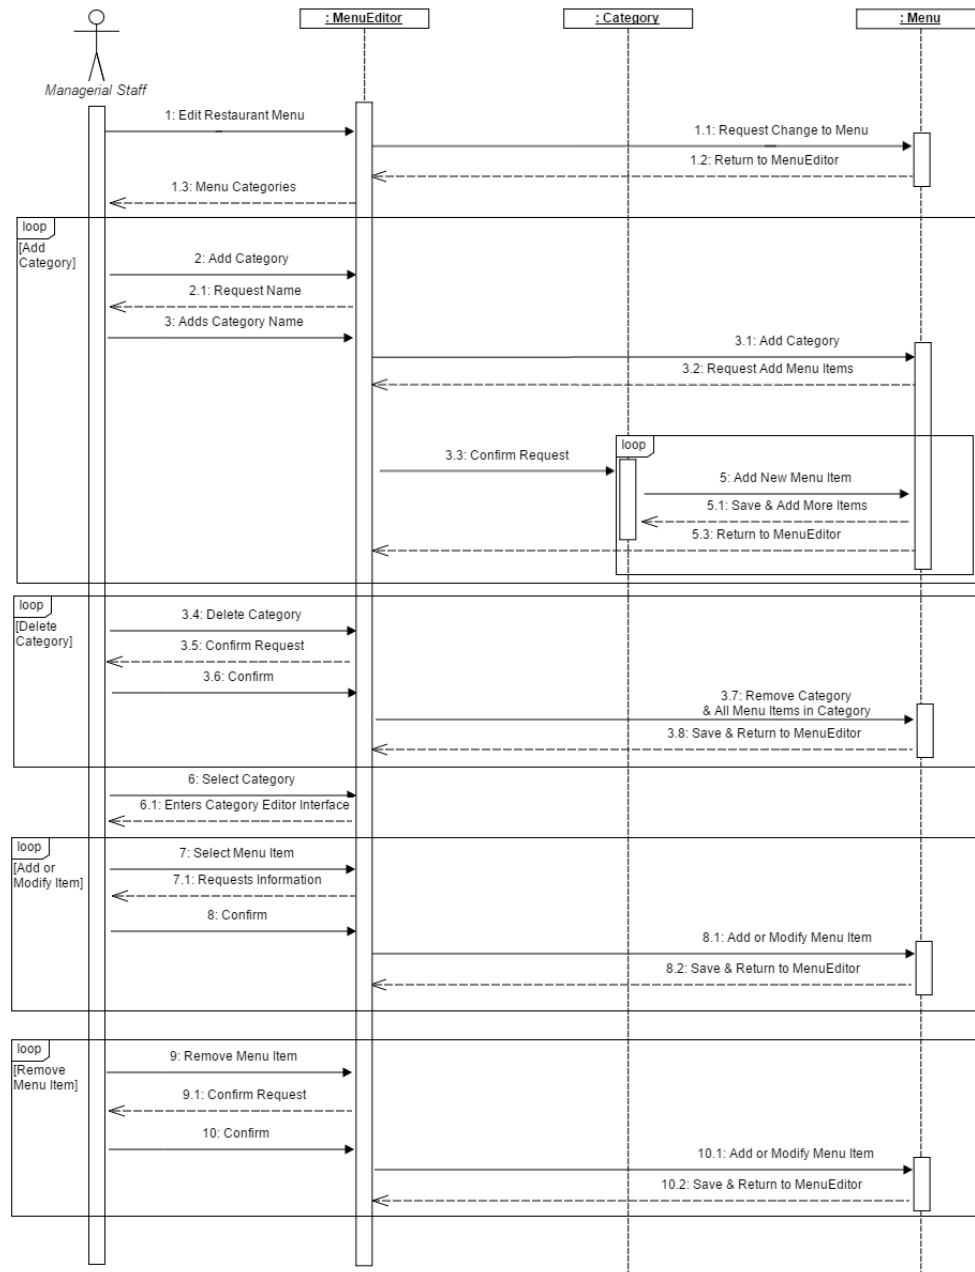 : MenuEditor
: Category
: Menu
Managerial Staff
1: Edit Restaurant Menu
1.1: Request Change to Menu
1.2: Return to MenuEditor
1.3: Menu Categories
loop
[Add
Category]
2: Add Category
2.1: Request Name
3: Adds Category Name
3.1: Add Category
3.2: Request Add Menu Items
loop
3.3: Confirm Request
5: Add New Menu Item
5.1: Save & Add More Items
5.3: Return to MenuEditor
loop
[Delete
Category]
3.4: Delete Category
3.5: Confirm Request
3.6: Confirm
3.7: Remove Category
& All Menu Items in Category
3.8: Save & Return to MenuEditor
6: Select Category
6.1: Enters Category Editor Interface
loop
[Add or
Modify Item]
7: Select Menu Item
7.1: Requests Information
8: Confirm
8.1: Add or Modify Menu Item
8.2: Save & Return to MenuEditor
loop
[Remove
Menu Item]
9: Remove Menu Item
9.1: Confirm Request
10: Confirm
10.1: Add or Modify Menu Item
10.2: Save & Return to MenuEditor